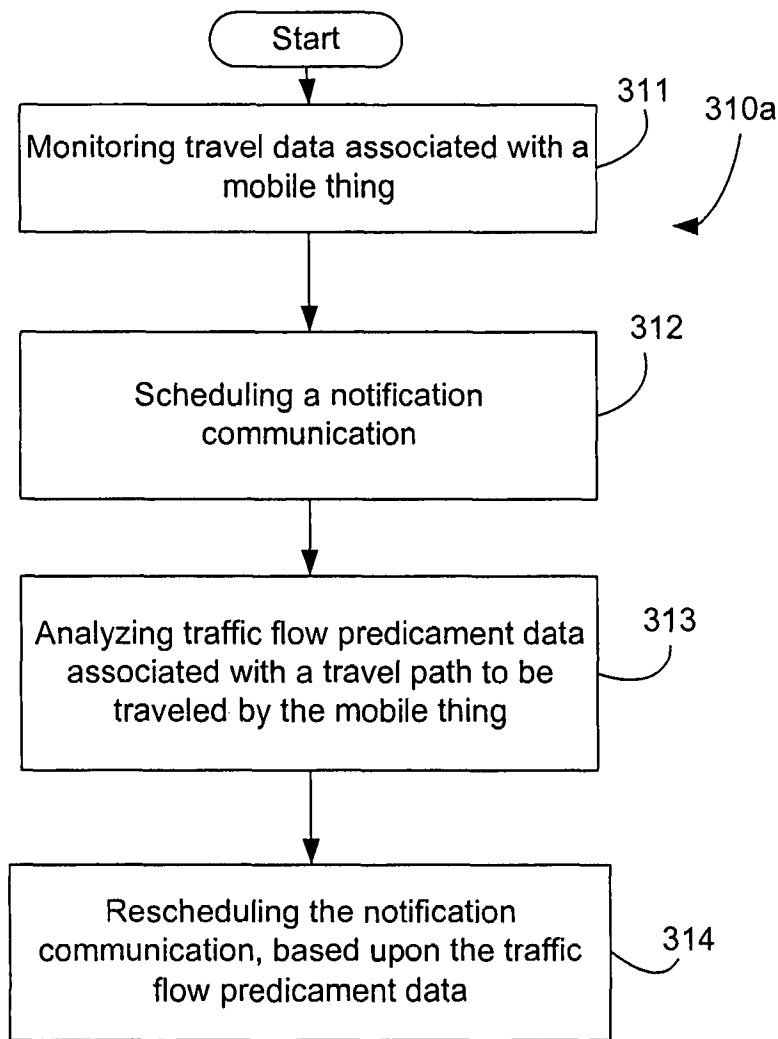 Start
311
310a
Monitoring travel data associated with a
mobile thing
312
Scheduling a notification
communication
313
Analyzing traffic flow predicament data
associated with a travel path to be
traveled by the mobile thing
Rescheduling the notification
communication, based upon the traffic
flow predicament data
314